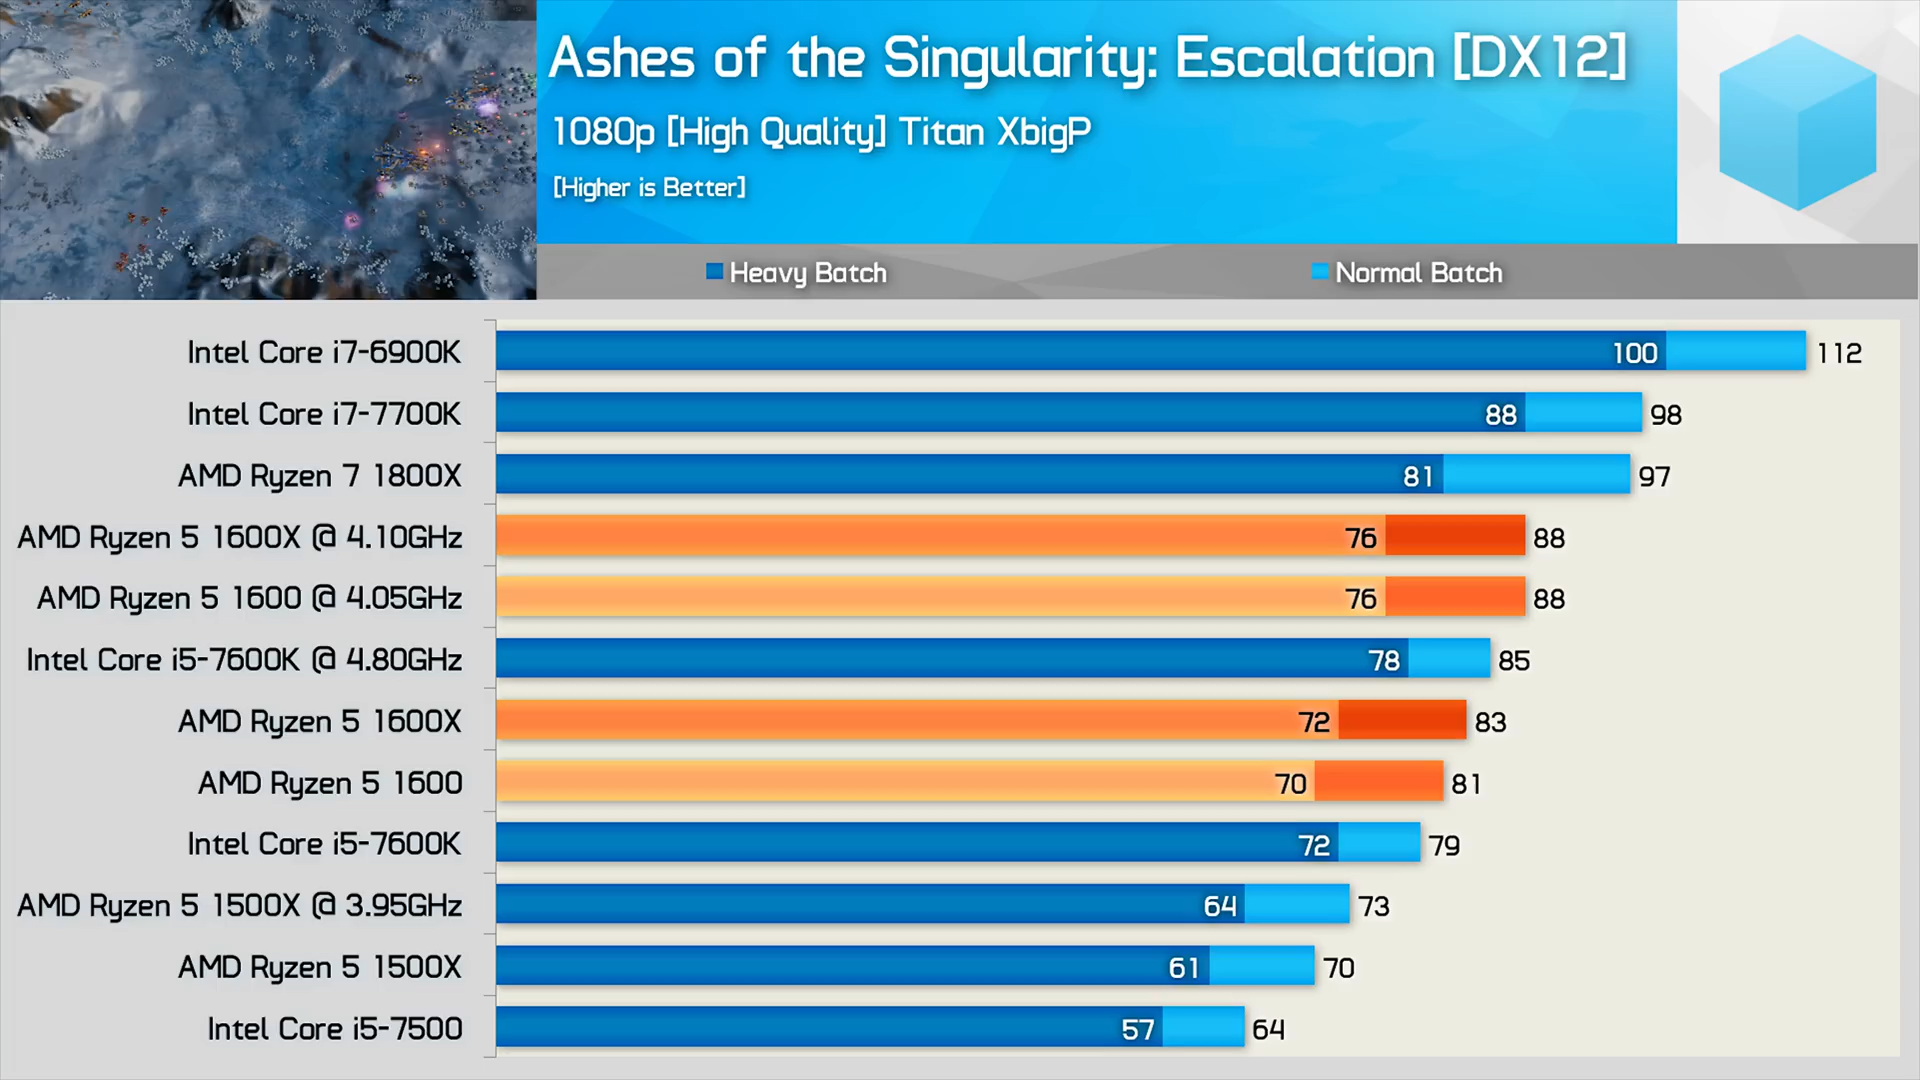 Ashes of the Singularity: Escalation [DX12]
1080p [High Quality] Titan XbigP
[Higher is Better]
Heavy Batch Normal Batch
Intel Core i7-6900K 100 112
Intel Core i7-7700K 88 98
AMD Ryzen 7 1800X 81 97
AMD Ryzen 5 1600X @ 4.10GHz 76 88
AMD Ryzen 5 1600 @ 4.05GHz 76 88
Intel Core i5-7600K @ 4.80GHz 78 85
AMD Ryzen 5 1600X 72 83
AMD Ryzen 5 1600 70 81
Intel Core i5-7600K 72 79
AMD Ryzen 5 1500X @ 3.95GHz 64 73
AMD Ryzen 5 1500X 61 70
Intel Core i5-7500 57 64